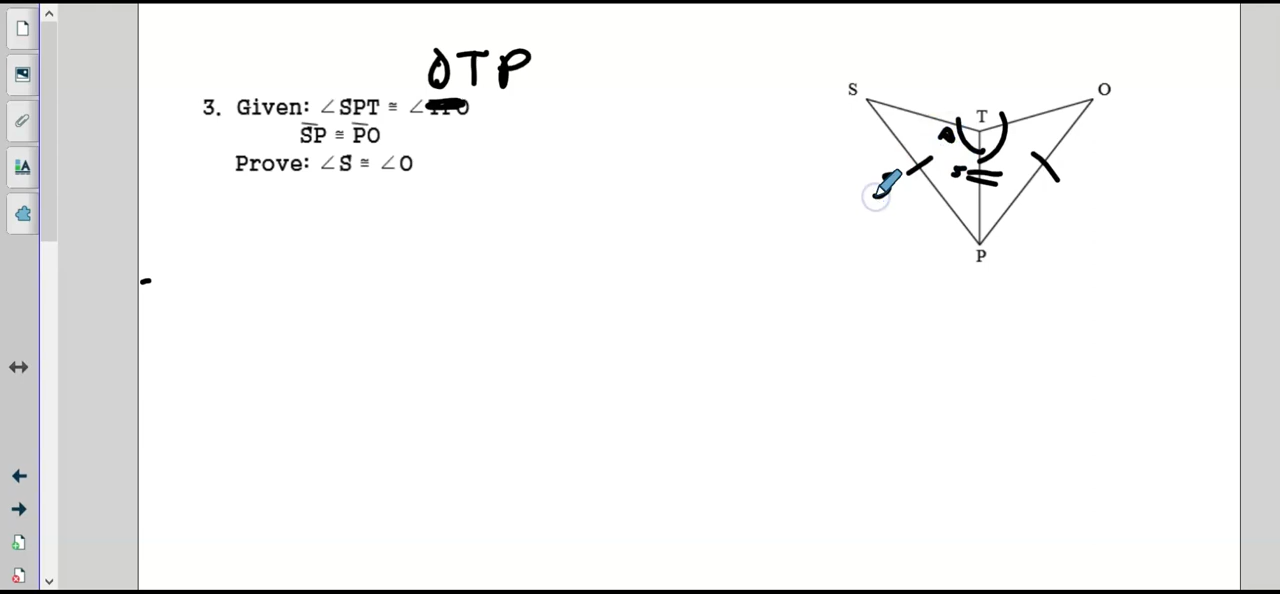 OTP
3. Given: ∠SPT ≅ ∠
SP ≅ PO
Prove: ∠S ≅ ∠O
S
T
O
P